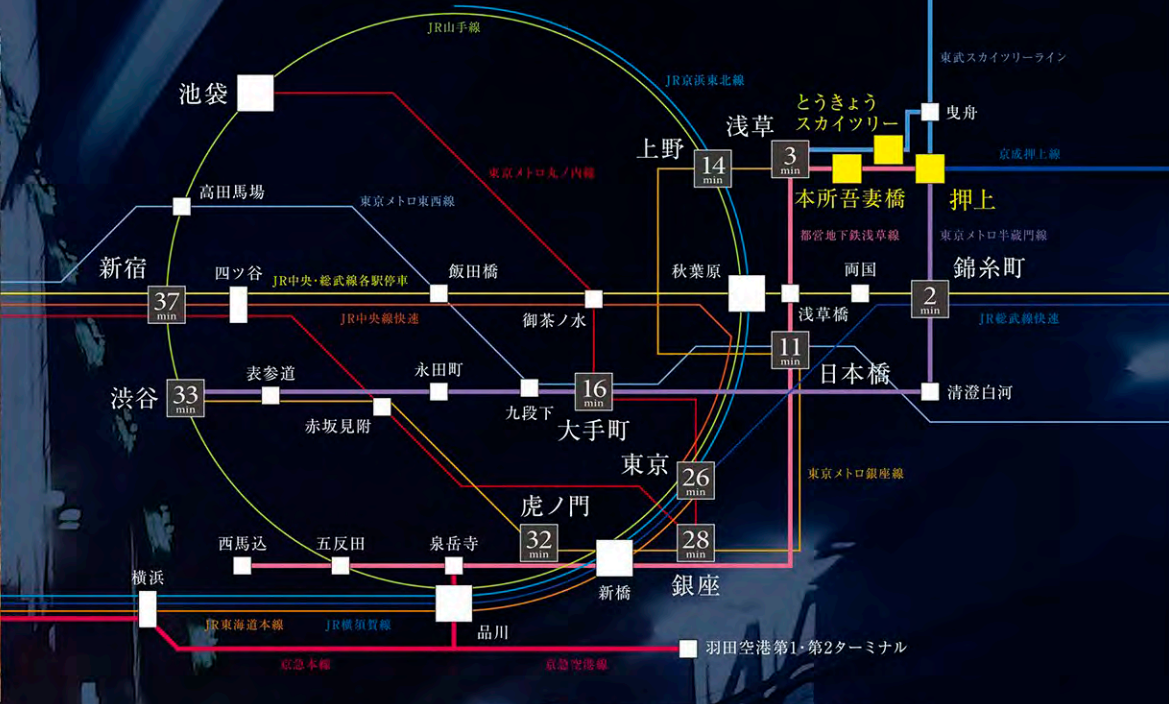 JR山手線
東武スカイツリーライン
JR京浜東北線
池袋
とうきょう
スカイツリー
曳舟
浅草
3
min
上野
14
min
京成押上線
東京メトロ丸ノ内線
高田馬場
東京メトロ東西線
本所吾妻橋
押上
都営地下鉄浅草線
東京メトロ半蔵門線
新宿
37
min
四ツ谷
JR中央・総武線各駅停車
飯田橋
秋葉原
両国
錦糸町
2
min
JR中央線快速
御茶ノ水
浅草橋
JR総武線快速
11
min
日本橋
渋谷
33
min
表参道
永田町
赤坂見附
九段下
16
min
大手町
清澄白河
東京
26
min
東京メトロ銀座線
虎ノ門
32
min
28
min
銀座
西馬込
五反田
泉岳寺
新橋
横浜
JR東海道本線
JR横須賀線
品川
京急本線
京急空港線
羽田空港第1・第2ターミナル